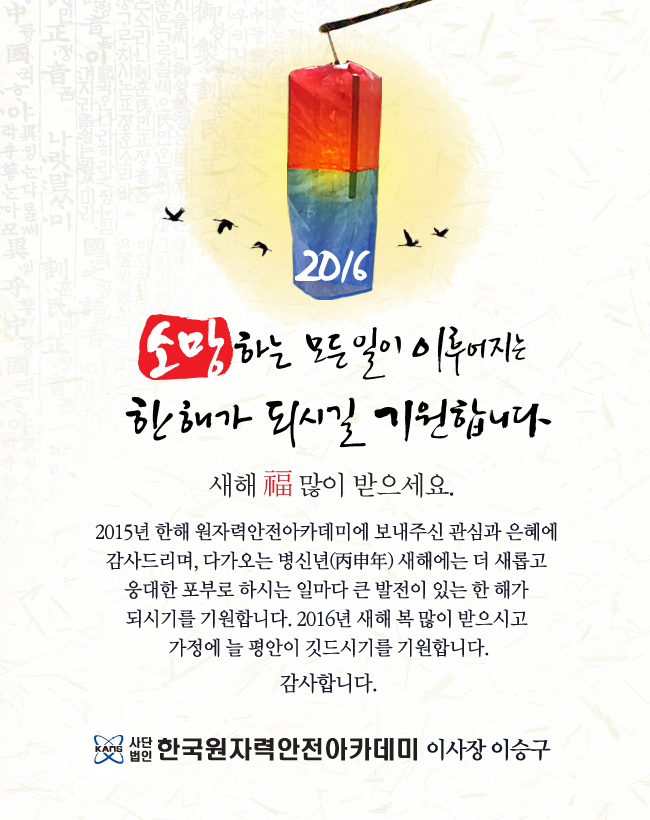 2016
소망하는 모든일이 이루어지는
한해가 되시길 기원합니다
새해 福 많이 받으세요.
2015년 한해 원자력안전아카데미에 보내주신 관심과 은혜에
감사드리며, 다가오는 병신년(丙申年) 새해에는 더 새롭고
웅대한 포부로 하시는 일마다 큰 발전이 있는 한 해가
되시기를 기원합니다. 2016년 새해 복 많이 받으시고
가정에 늘 평안이 깃드시기를 기원합니다.
감사합니다.
KANS 사단법인 한국원자력안전아카데미 이사장 이승구